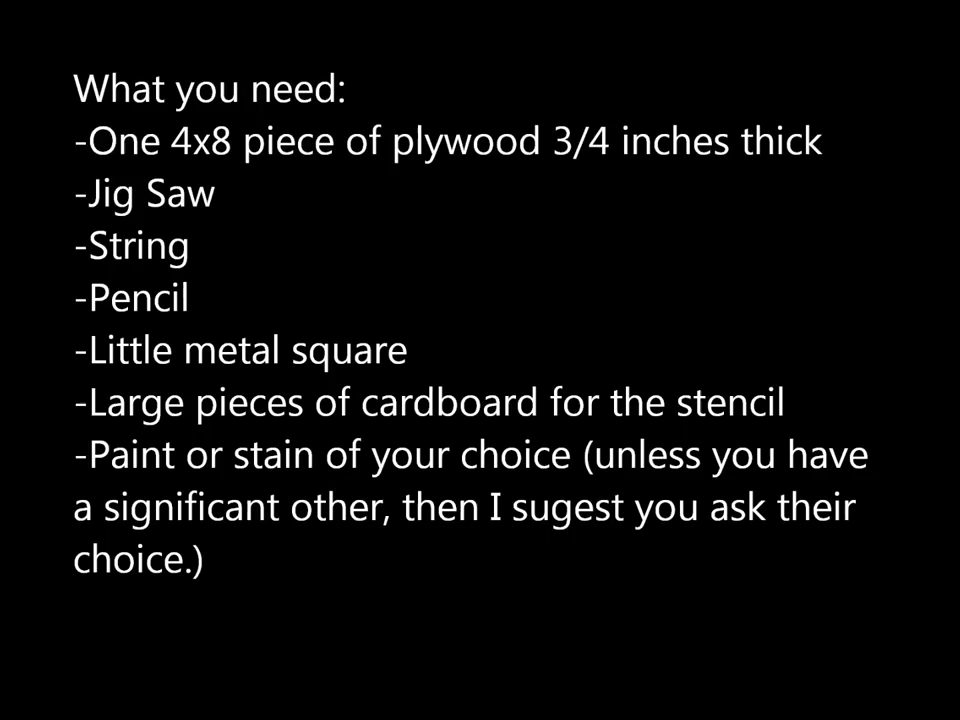 What you need:
-One 4x8 piece of plywood 3/4 inches thick
-Jig Saw
-String
-Pencil
-Little metal square
-Large pieces of cardboard for the stencil
-Paint or stain of your choice (unless you have
a significant other, then I sugest you ask their
choice.)